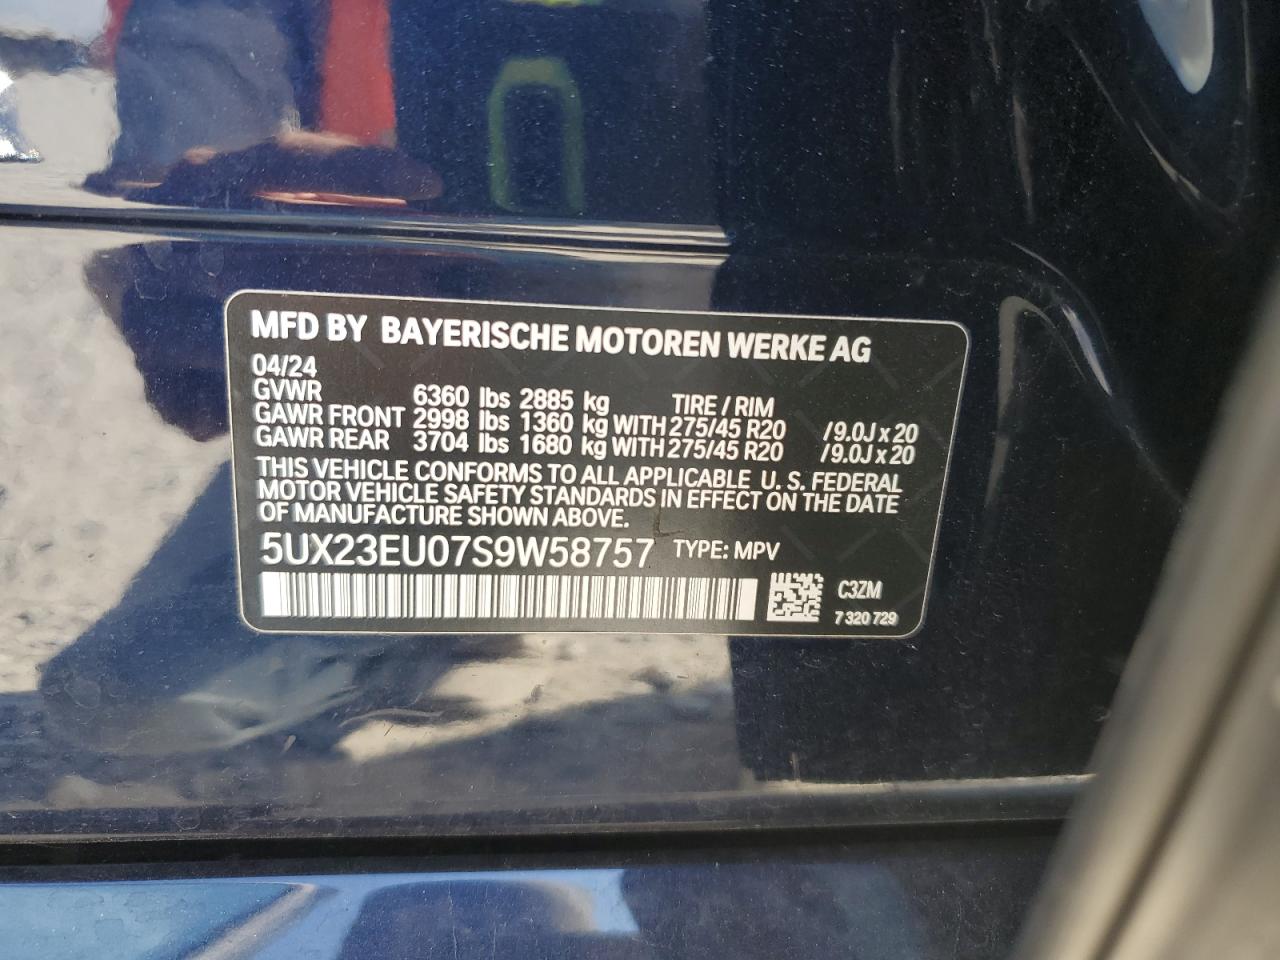 MFD BY BAYERISCHE MOTOREN WERKE AG
04/24
GVWR 6360 lbs 2885 kg TIRE / RIM
GAWR FRONT 2998 lbs 1360 kg WITH 275/45 R20 /9.0J x 20
GAWR REAR 3704 lbs 1680 kg WITH 275/45 R20 /9.0J x 20
THIS VEHICLE CONFORMS TO ALL APPLICABLE U. S. FEDERAL
MOTOR VEHICLE SAFETY STANDARDS IN EFFECT ON THE DATE
OF MANUFACTURE SHOWN ABOVE.
5UX23EU07S9W58757 TYPE: MPV
C3ZM
7 320 729